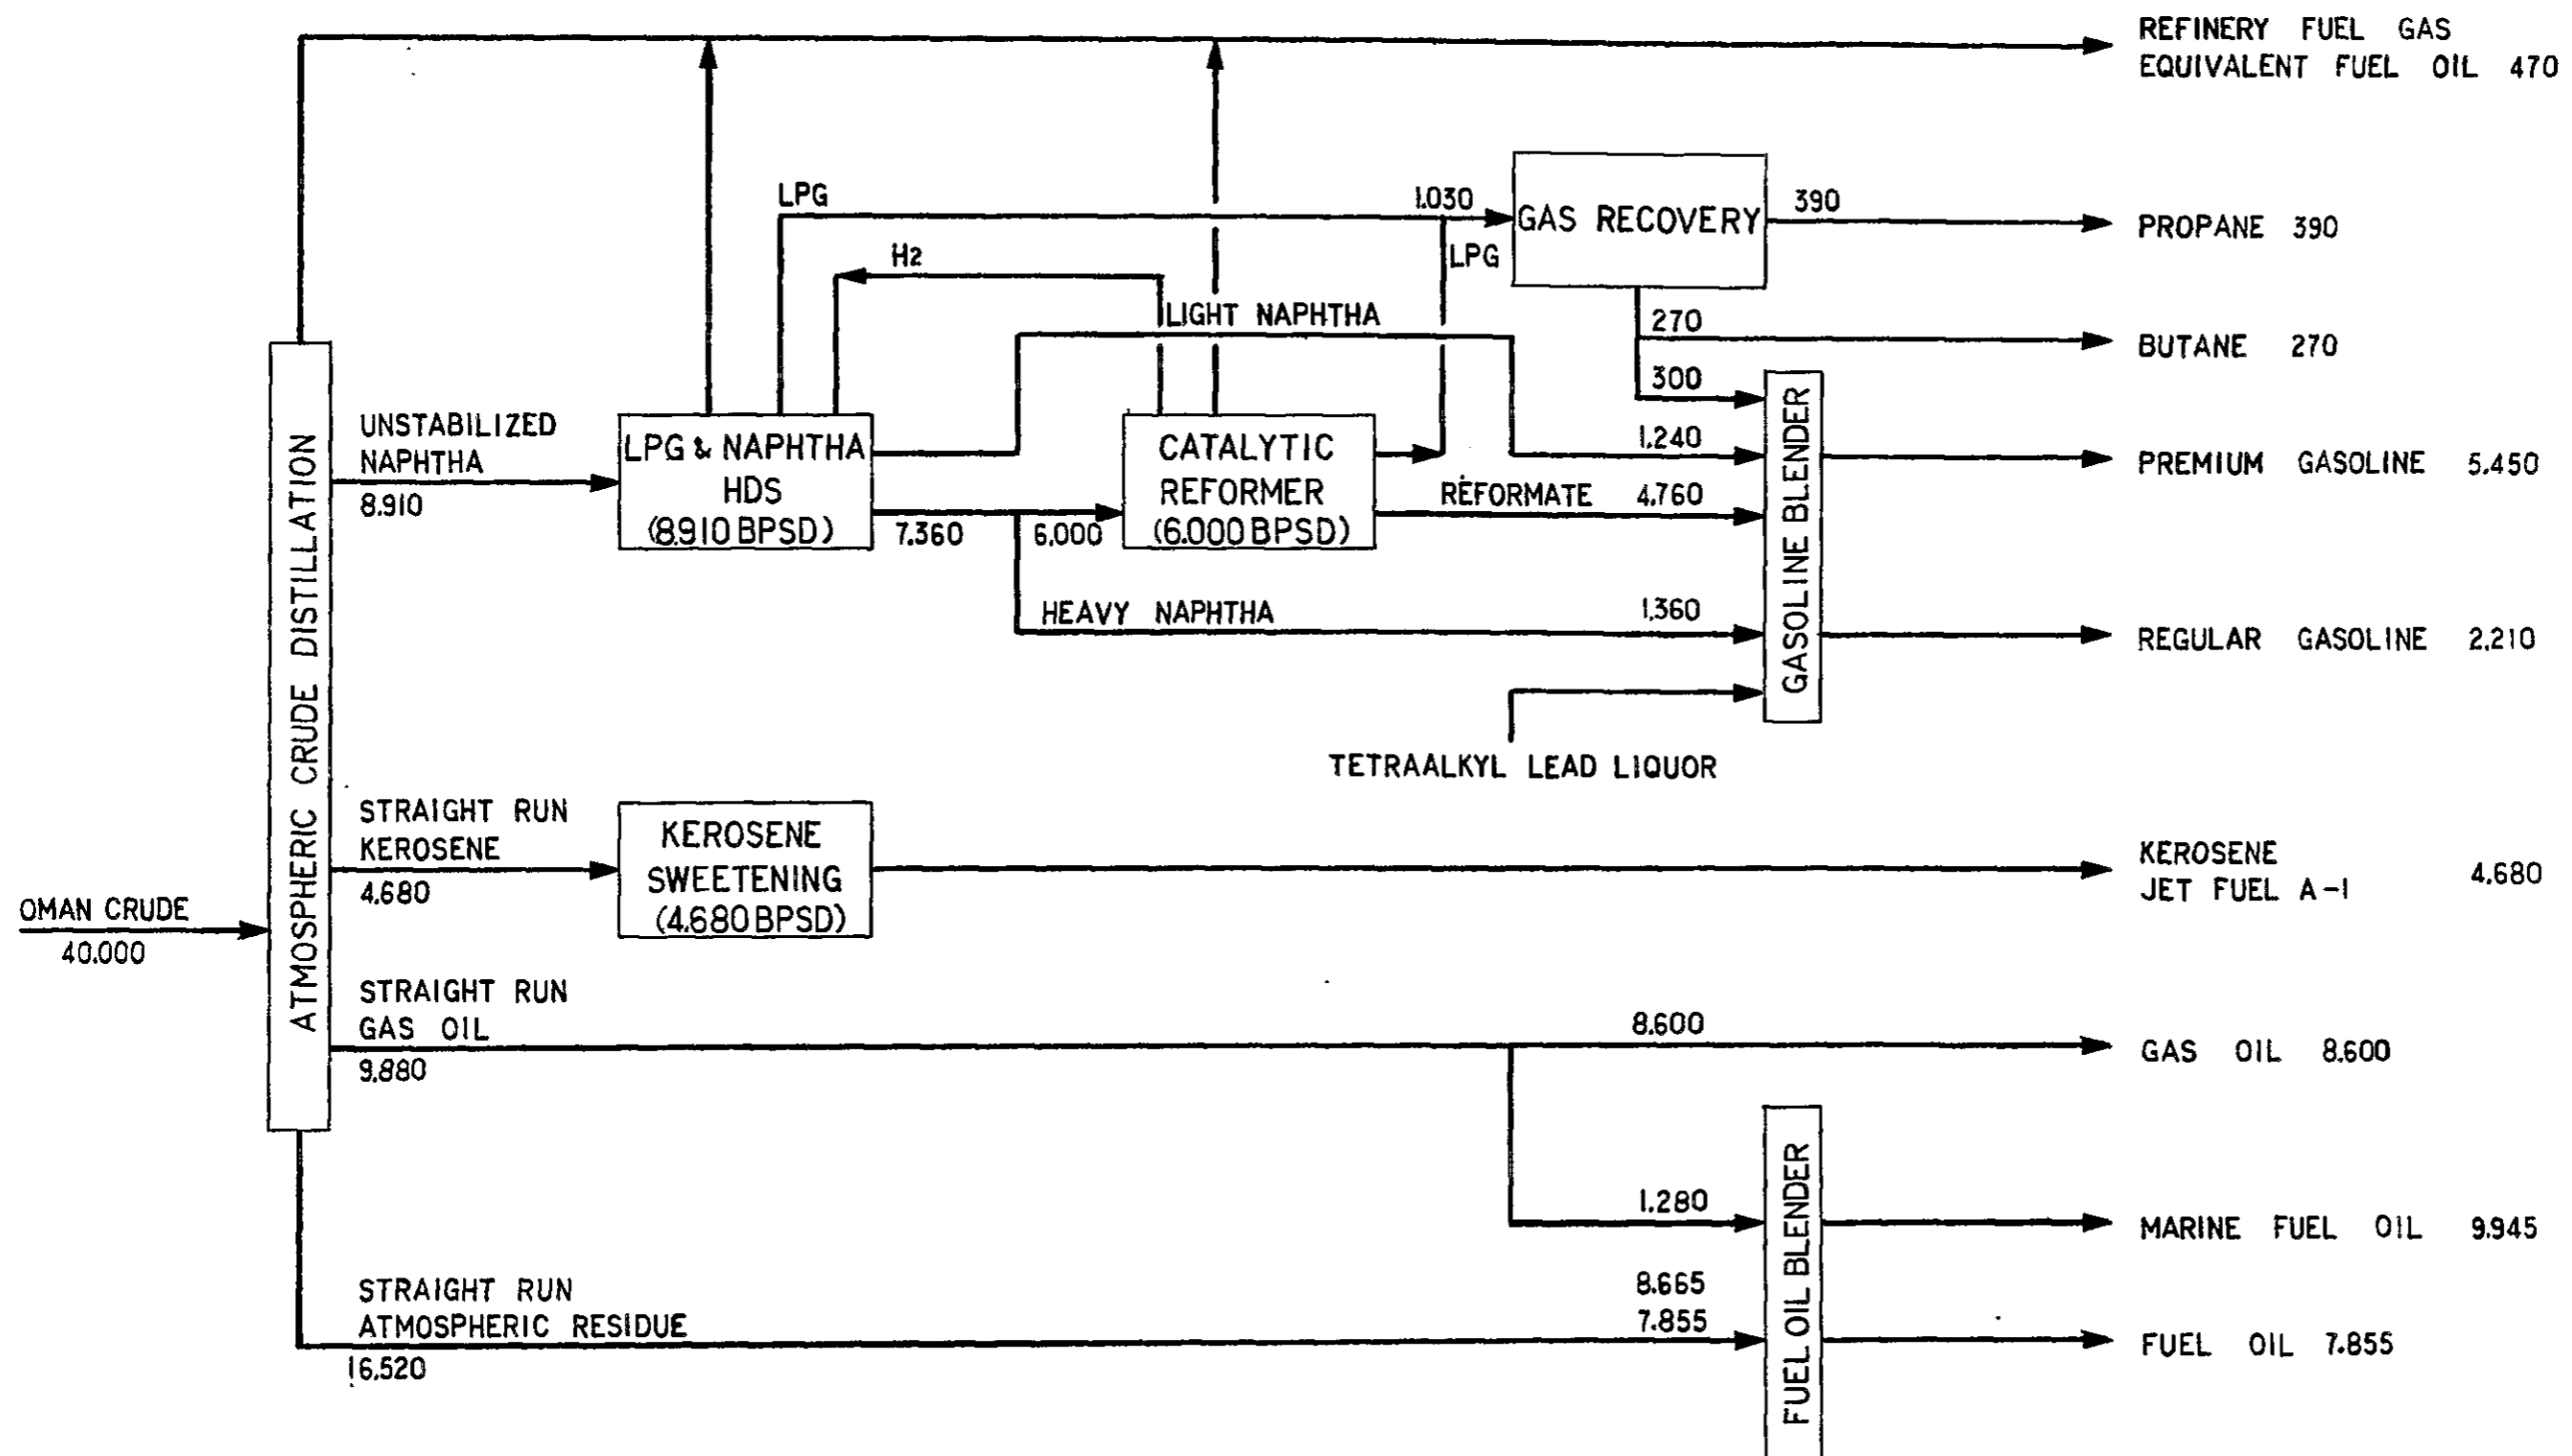 REFINERY FUEL GAS
EQUIVALENT FUEL OIL 470
LPG
1.030
GAS RECOVERY
390
PROPANE 390
H2
LPG
LIGHT NAPHTHA
270
BUTANE 270
300
UNSTABILIZED
NAPHTHA
8.910
LPG & NAPHTHA
HDS
(8.910 BPSD)
7.360
6.000
CATALYTIC
REFORMER
(6.000 BPSD)
1.240
REFORMATE 4.760
GASOLINE BLENDER
PREMIUM GASOLINE 5.450
HEAVY NAPHTHA
1.360
REGULAR GASOLINE 2.210
TETRAALKYL LEAD LIQUOR
ATMOSPHERIC CRUDE DISTILLATION
STRAIGHT RUN
KEROSENE
4.680
KEROSENE
SWEETENING
(4.680 BPSD)
KEROSENE
JET FUEL A-1
4.680
OMAN CRUDE
40.000
STRAIGHT RUN
GAS OIL
9.880
8.600
GAS OIL 8.600
1.280
FUEL OIL BLENDER
MARINE FUEL OIL 9.945
STRAIGHT RUN
ATMOSPHERIC RESIDUE
16.520
8.665
7.855
FUEL OIL 7.855